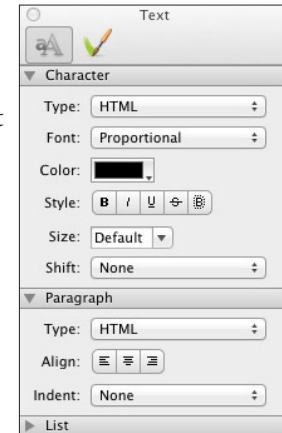 Text
aA
t
Character
Type: HTML
Font: Proportional
Color:
Style: B I U S B
Size: Default
Shift: None
Paragraph
Type: HTML
Align:
Indent: None
List